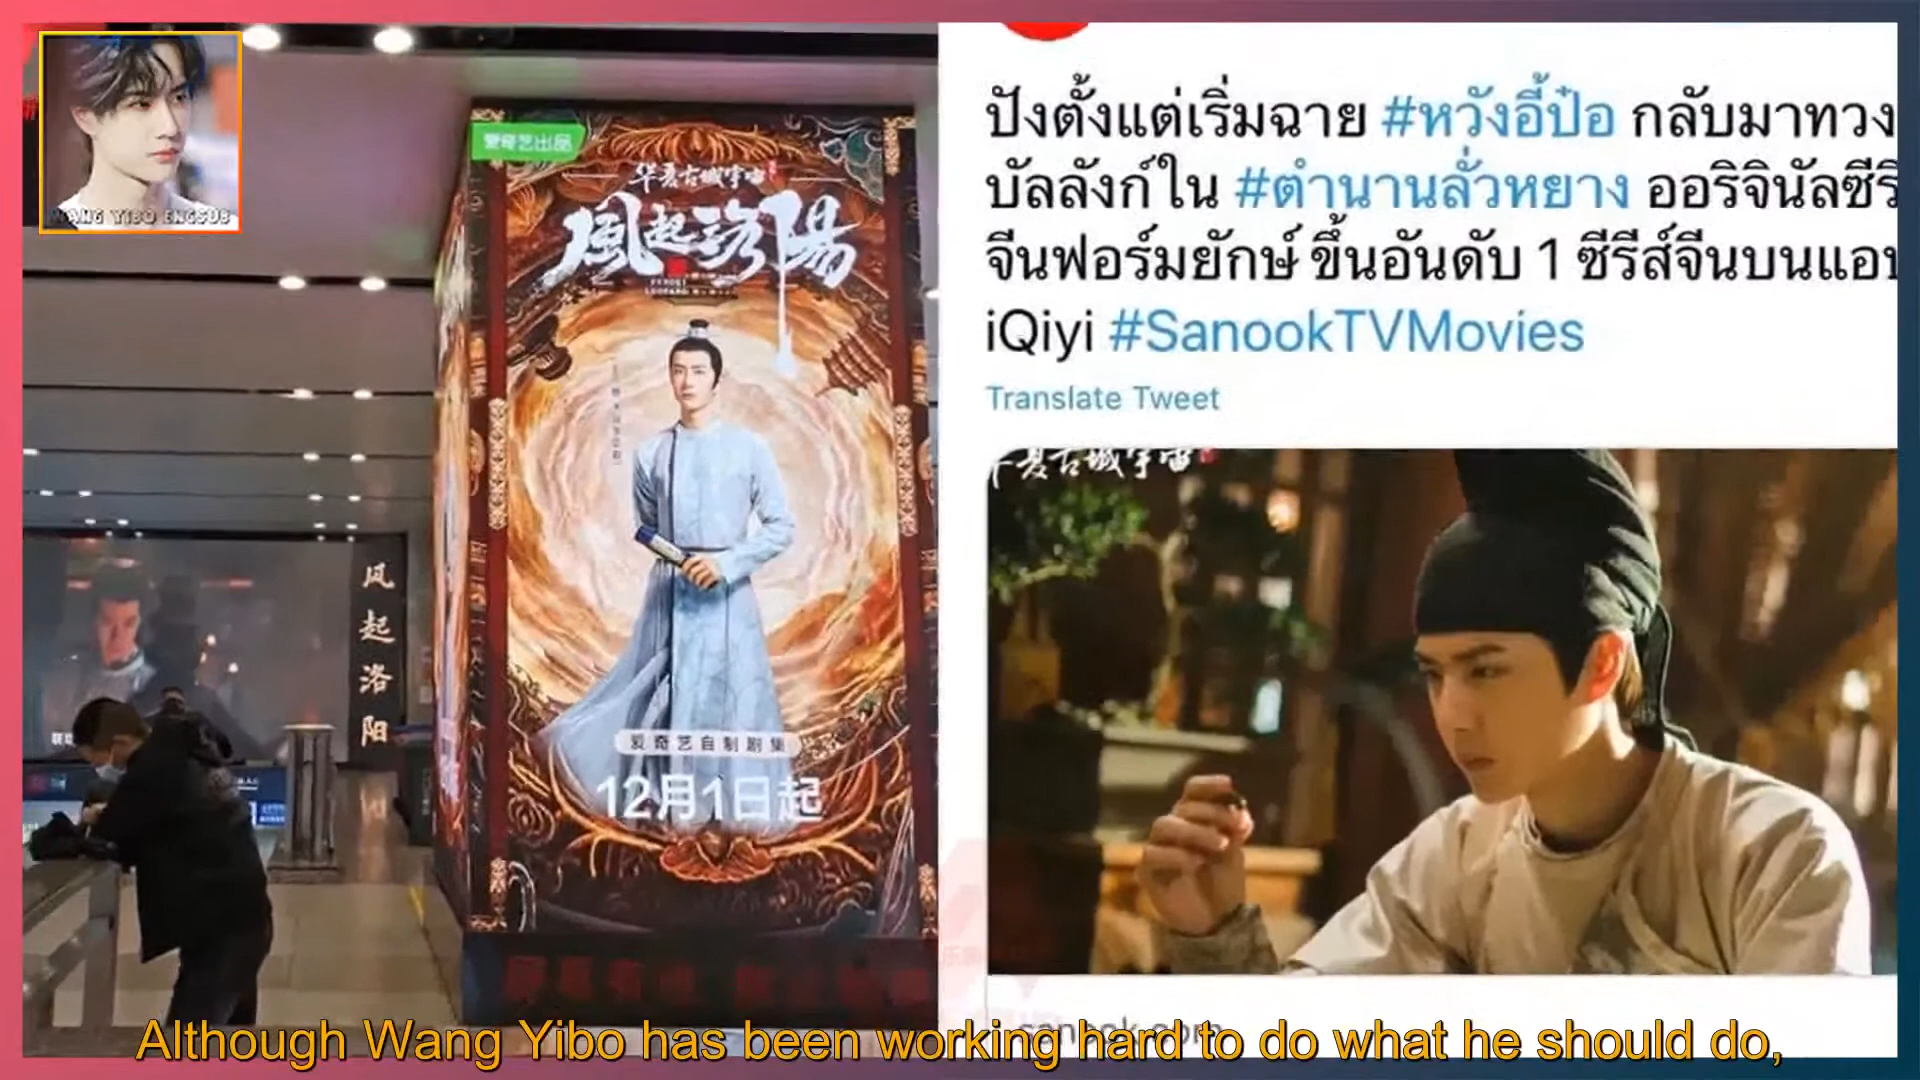 WANG YIBO ENGSUB
爱奇艺出品
华夏古城宇宙
風起洛陽
爱奇艺自制剧集
12月1日起
风起洛阳
ปังตั้งแต่เริ่มฉาย #หวังอี้ป๋อ กลับมาทวง
บัลลังก์ใน #ตำนานลั่วหยาง ออริจินัลซีรี
จีนฟอร์มยักษ์ ขึ้นอันดับ 1 ซีรีส์จีนบนแอป
iQiyi #SanookTVMovies
Translate Tweet
华夏古城宇宙
sanook.com
Although Wang Yibo has been working hard to do what he should do,